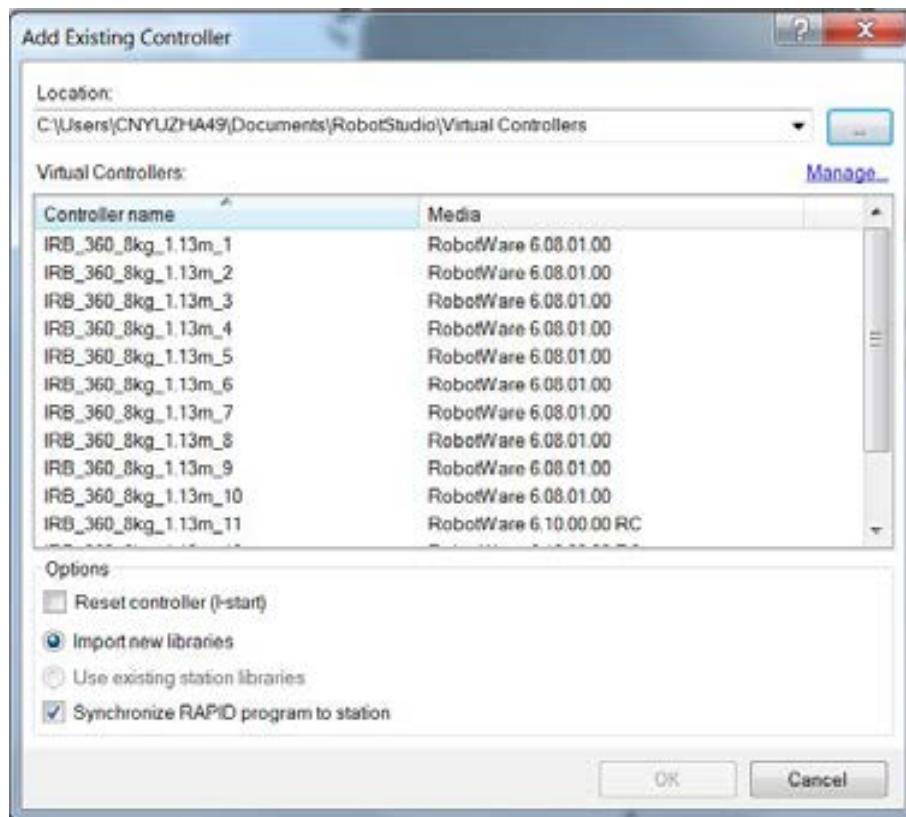 Add Existing Controller
Location:
C:\Users\CNYUZHA49\Documents\RobotStudio\Virtual Controllers
...
Virtual Controllers:
Manage...
Controller name Media
IRB_360_8kg_1.13m_1 RobotWare 6.08.01.00
IRB_360_8kg_1.13m_2 RobotWare 6.08.01.00
IRB_360_8kg_1.13m_3 RobotWare 6.08.01.00
IRB_360_8kg_1.13m_4 RobotWare 6.08.01.00
IRB_360_8kg_1.13m_5 RobotWare 6.08.01.00
IRB_360_8kg_1.13m_6 RobotWare 6.08.01.00
IRB_360_8kg_1.13m_7 RobotWare 6.08.01.00
IRB_360_8kg_1.13m_8 RobotWare 6.08.01.00
IRB_360_8kg_1.13m_9 RobotWare 6.08.01.00
IRB_360_8kg_1.13m_10 RobotWare 6.08.01.00
IRB_360_8kg_1.13m_11 RobotWare 6.10.00.00 RC
Options
Reset controller (I-start)
Import new libraries
Use existing station libraries
Synchronize RAPID program to station
OK Cancel